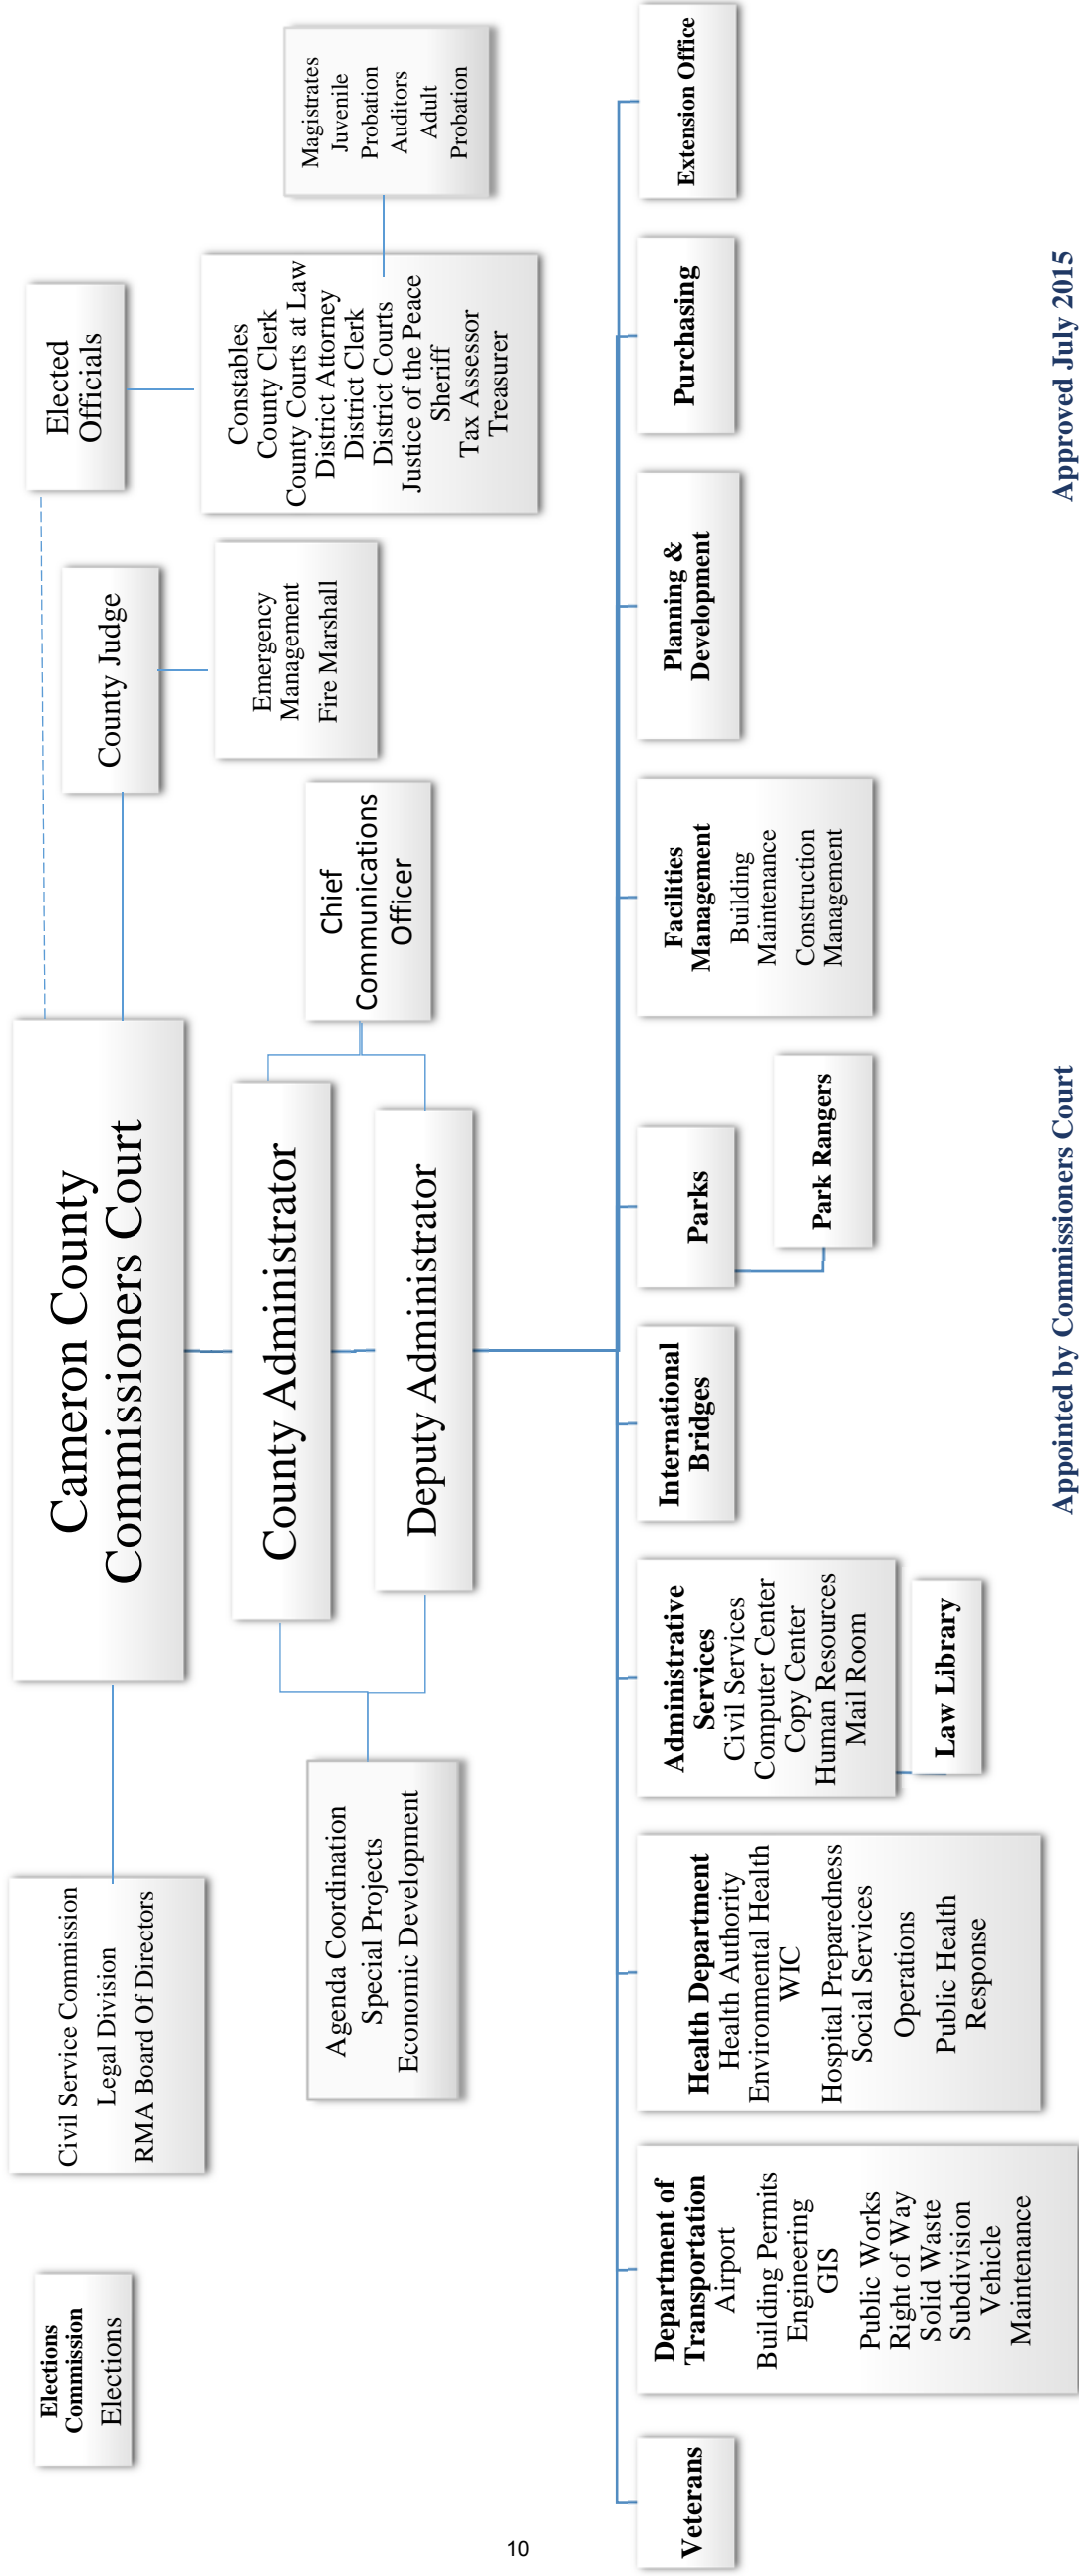 Elections
Commission
Elections
Civil Service Commission
Legal Division
RMA Board Of Directors
Cameron County
Commissioners Court
County Judge
Elected
Officials
Emergency
Management
Fire Marshall
Constables
County Clerk
County Courts at Law
District Attorney
District Clerk
District Courts
Justice of the Peace
Sheriff
Tax Assessor
Treasurer
Magistrates
Juvenile
Probation
Auditors
Adult
Probation
County Administrator
Deputy Administrator
Agenda Coordination
Special Projects
Economic Development
Chief
Communications
Officer
Veterans
Department of
Transportation
Airport
Building Permits
Engineering
GIS
Public Works
Right of Way
Solid Waste
Subdivision
Vehicle
Maintenance
Health Department
Health Authority
Environmental Health
WIC
Hospital Preparedness
Social Services
Operations
Public Health
Response
Administrative
Services
Civil Services
Computer Center
Copy Center
Human Resources
Mail Room
Law Library
International
Bridges
Parks
Park Rangers
Facilities
Management
Building
Maintenance
Construction
Management
Planning &
Development
Purchasing
Extension Office
Appointed by Commissioners Court
Approved July 2015
10